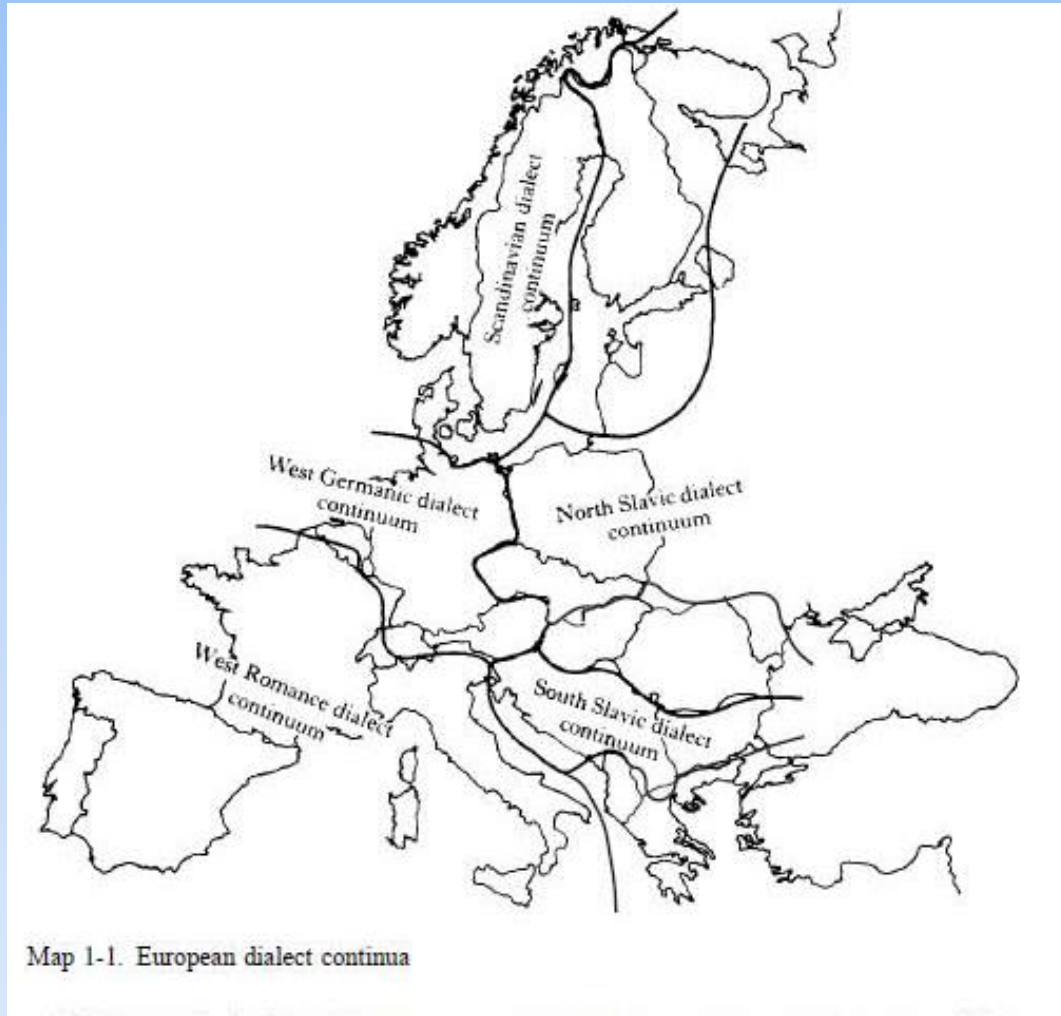 Scandinavian dialect
continuum
West Germanic dialect
continuum
North Slavic dialect
continuum
West Romance dialect
continuum
South Slavic dialect
continuum
Map 1-1. European dialect continua